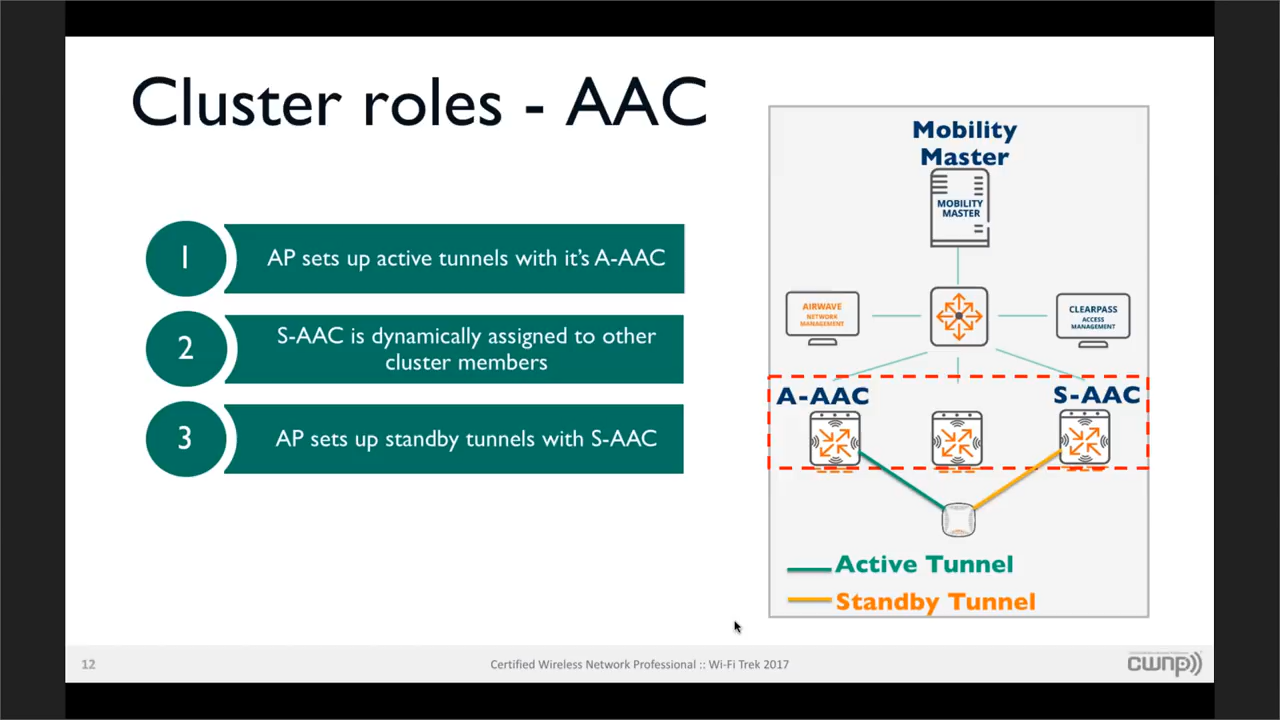 Cluster roles - AAC
1
AP sets up active tunnels with it's A-AAC
2
S-AAC is dynamically assigned to other
cluster members
3
AP sets up standby tunnels with S-AAC
Mobility
Master
MOBILITY
MASTER
AIRWAVE
NETWORK
MANAGEMENT
CLEARPASS
ACCESS
MANAGEMENT
A-AAC
S-AAC
Active Tunnel
Standby Tunnel
12
Certified Wireless Network Professional :: Wi-Fi Trek 2017
cwnp